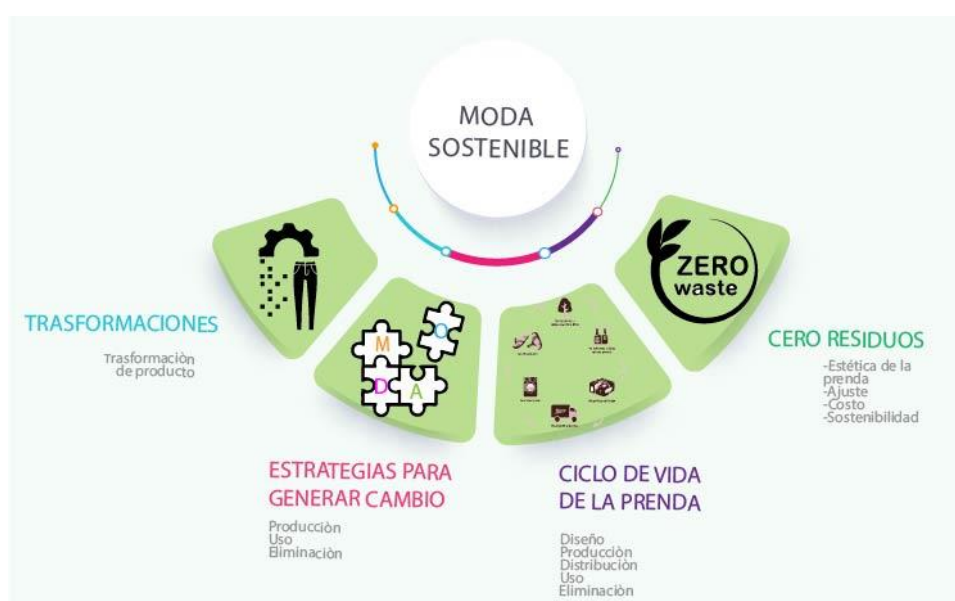 MODA
SOSTENIBLE
ZERO
waste
TRASFORMACIONES
Trasformaciòn
de producto
M
O
D
A
CERO RESIDUOS
-Estética de la
prenda
-Ajuste
-Costo
-Sostenibilidad
ESTRATEGIAS PARA
GENERAR CAMBIO
Producciòn
Uso
Eliminaciòn
CICLO DE VIDA
DE LA PRENDA
Diseño
Producciòn
Distribuciòn
Uso
Eliminaciòn